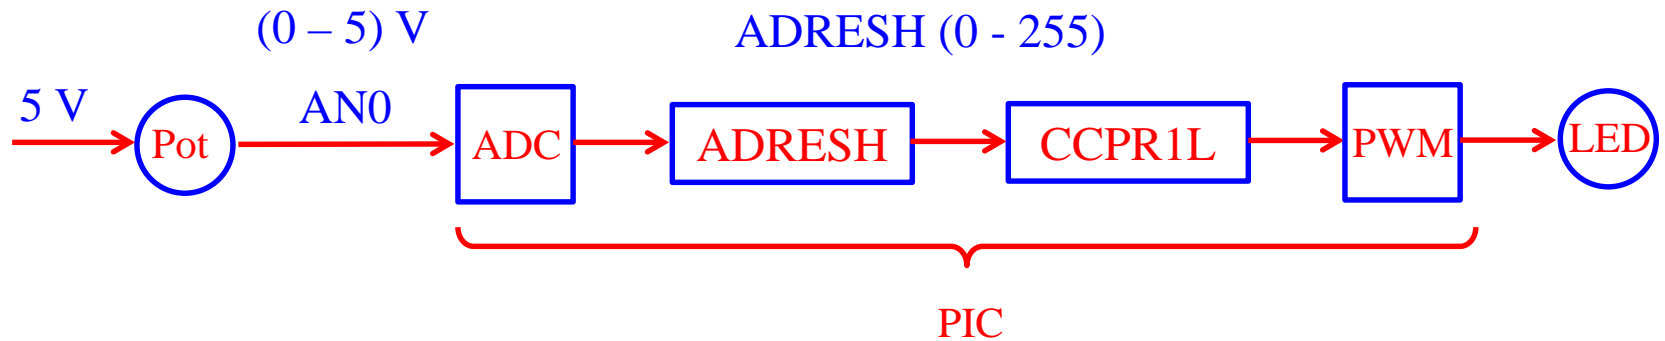 (0 – 5) V
ADRESH (0 - 255)
5 V
AN0
Pot
ADC
ADRESH
CCPR1L
PWM
LED
PIC